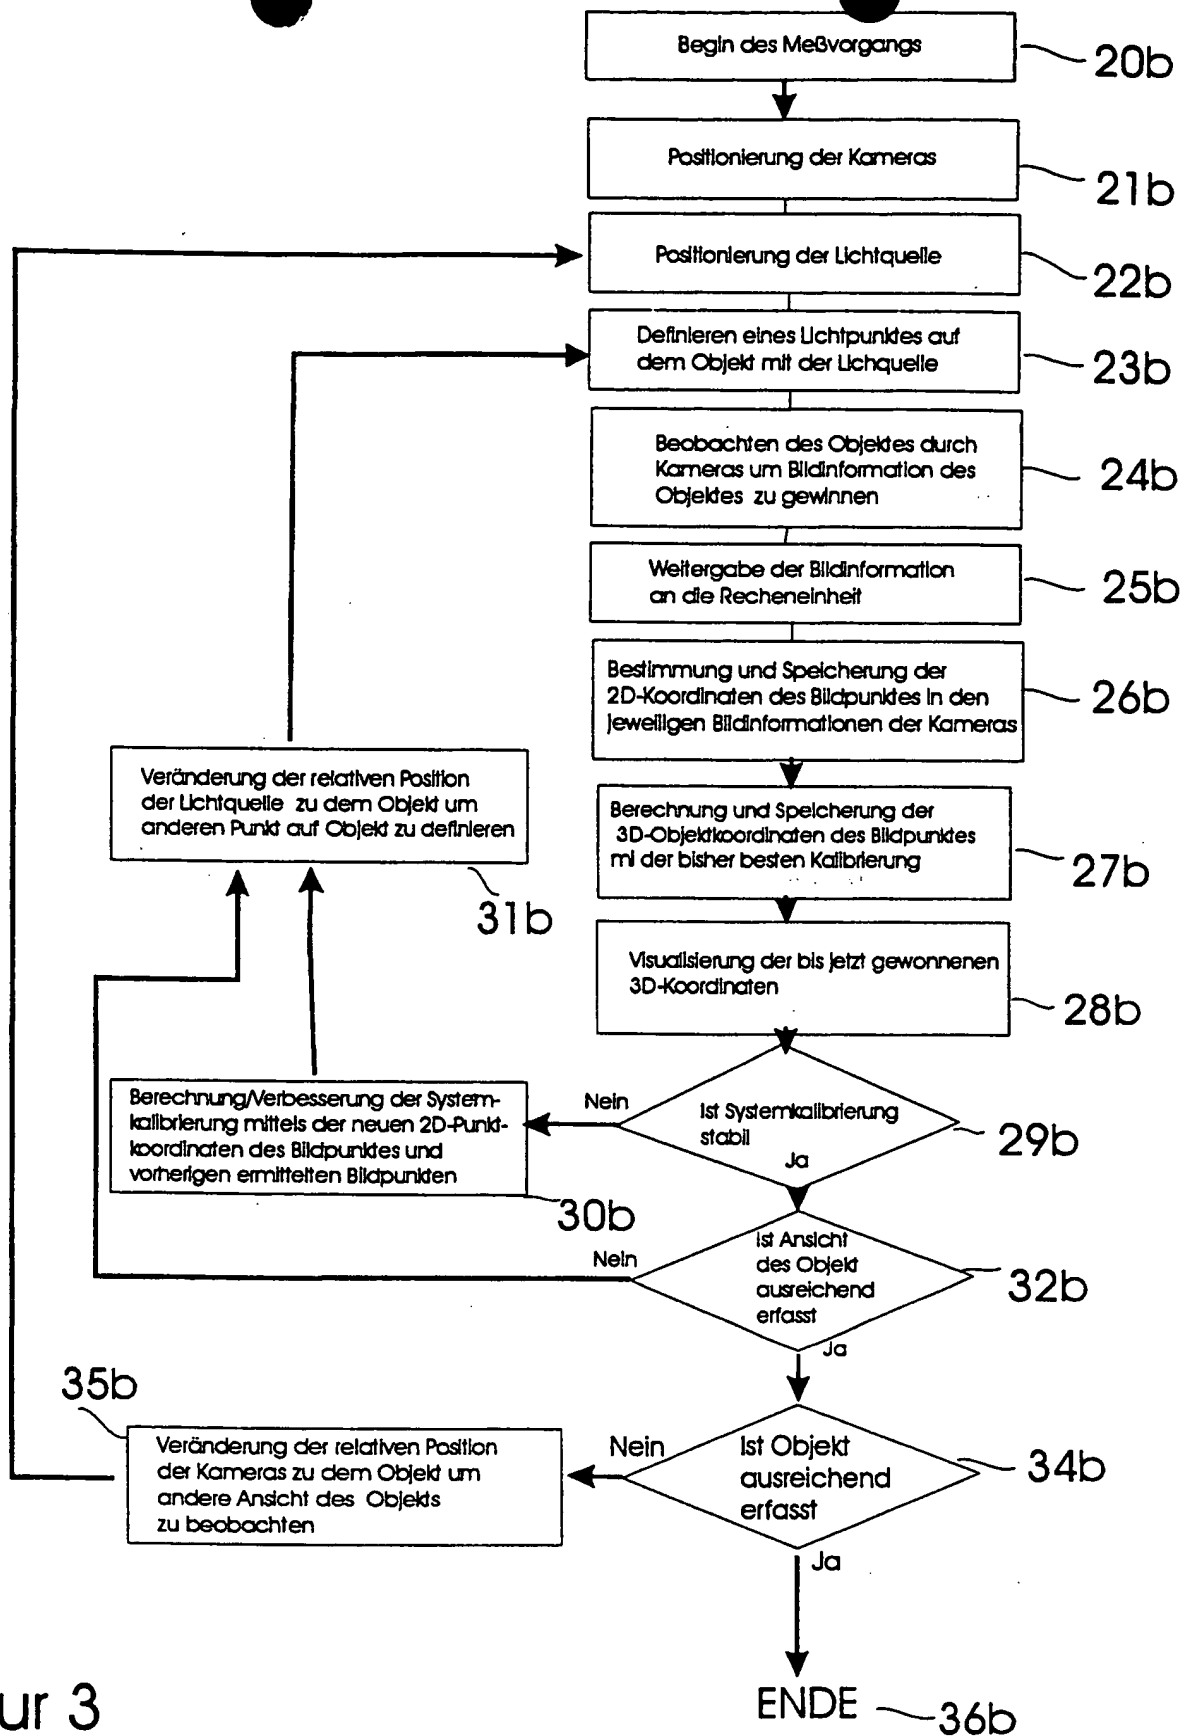 Begin des Meßvorgangs
20b
Positionierung der Kameras
21b
Positionierung der Lichtquelle
22b
Definieren eines Lichtpunktes auf
dem Objekt mit der Lichquelle
23b
Beobachten des Objektes durch
Kameras um Bildinformation des
Objektes zu gewinnen
24b
Weitergabe der Bildinformation
an die Recheneinheit
25b
Bestimmung und Speicherung der
2D-Koordinaten des Bildpunktes in den
jeweiligen Bildinformationen der Kameras
26b
Veränderung der relativen Position
der Lichtquelle zu dem Objekt um
anderen Punkt auf Objekt zu definieren
31b
Berechnung und Speicherung der
3D-Objektkoordinaten des Bildpunktes
mi der bisher besten Kalibrierung
27b
Visualisierung der bis jetzt gewonnenen
3D-Koordinaten
28b
Berechnung/Verbesserung der System-
kalibrierung mittels der neuen 2D-Punkt-
koordinaten des Bildpunktes und
vorherigen ermittelten Bildpunkten
30b
Nein
Ist Systemkalibrierung
stabil
Ja
29b
Nein
Ist Ansicht
des Objekt
ausreichend
erfasst
Ja
32b
35b
Veränderung der relativen Position
der Kameras zu dem Objekt um
andere Ansicht des Objekts
zu beobachten
Nein
Ist Objekt
ausreichend
erfasst
Ja
34b
ENDE
36b
ur 3